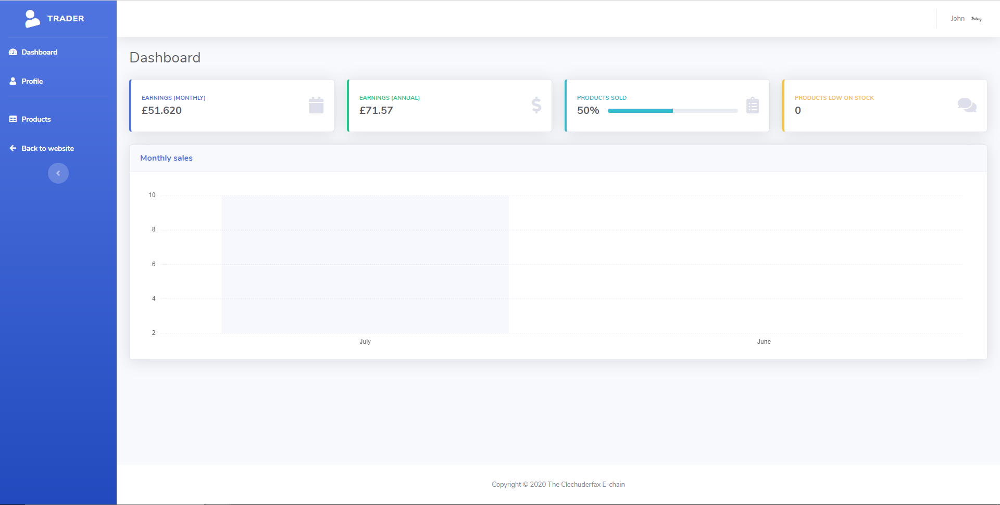 TRADER
John
Dashboard
Profile
Products
Back to website
Dashboard
EARNINGS (MONTHLY)
£51.620
EARNINGS (ANNUAL)
£71.57
PRODUCTS SOLD
50%
PRODUCTS LOW ON STOCK
0
Monthly sales
10
8
6
4
2
July
June
Copyright © 2020 The Clechuderfax E-chain